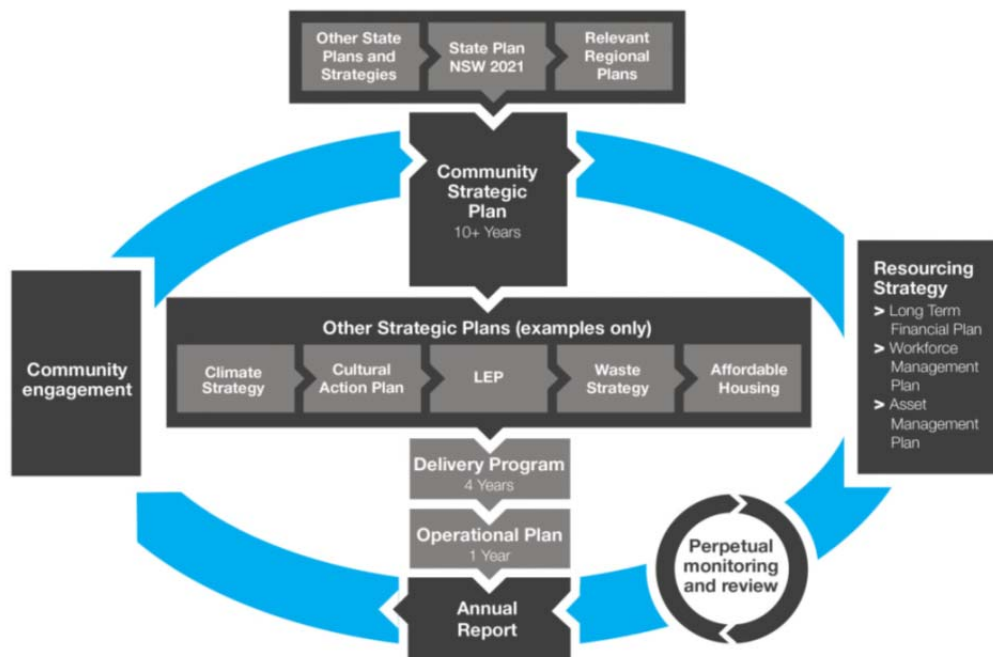 Other State
Plans and
Strategies
State Plan
NSW 2021
Relevant
Regional
Plans
Community
Strategic
Plan
10+ Years
Community
engagement
Resourcing
Strategy
> Long Term
Financial Plan
> Workforce
Management
Plan
> Asset
Management
Plan
Other Strategic Plans (examples only)
Climate
Strategy
Cultural
Action Plan
LEP
Waste
Strategy
Affordable
Housing
Delivery Program
4 Years
Operational Plan
1 Year
Annual
Report
Perpetual
monitoring
and review